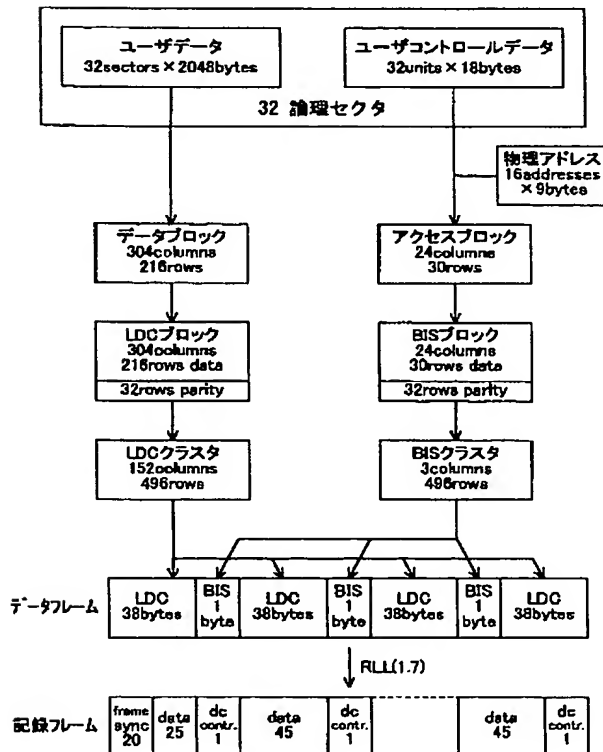 ユーザデータ
32sectors×2048bytes
ユーザコントロールデータ
32units×18bytes
32 論理セクタ
物理アドレス
16addresses
×9bytes
データブロック
304columns
216rows
アクセスブロック
24columns
30rows
LDCブロック
304columns
216rows data
32rows parity
BISブロック
24columns
30rows data
32rows parity
LDCクラスタ
152columns
496rows
BISクラスタ
3columns
496rows
データフレーム
LDC
38bytes
BIS
1
byte
LDC
38bytes
BIS
1
byte
LDC
38bytes
BIS
1
byte
LDC
38bytes
RLL(1.7)
記録フレーム
frame
sync
20
data
25
dc
contr.
1
data
45
dc
contr.
1
data
45
dc
contr.
1